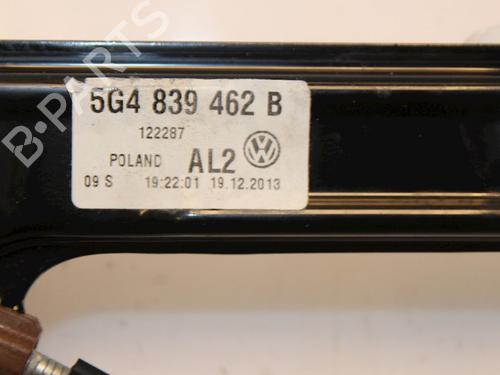 5G4 839 462 B
122287
POLAND AL2
09 S 19:22:01 19.12.2013
B-PARTS